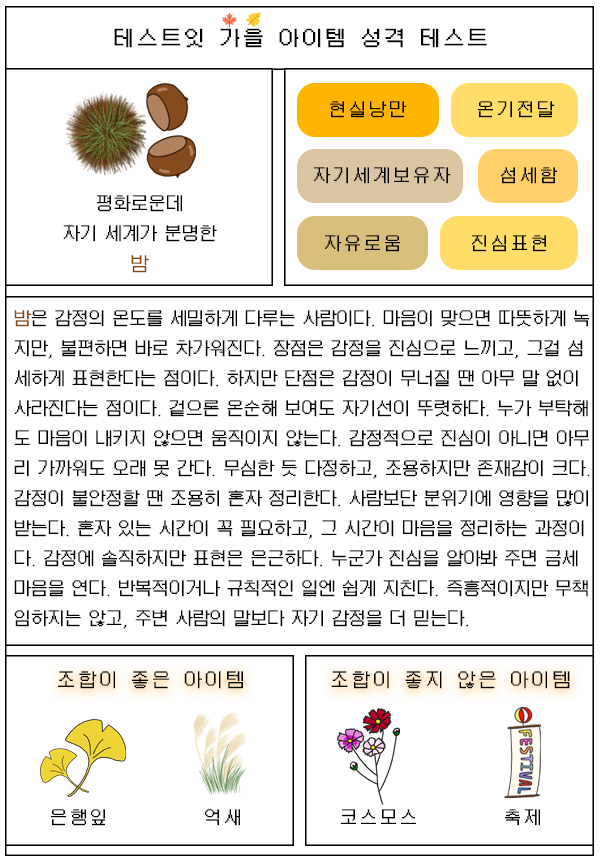 테스트잇 가을 아이템 성격 테스트
평화로운데
자기 세계가 분명한
밤
현실낭만
온기전달
자기세계보유자
섬세함
자유로움
진심표현
밤은 감정의 온도를 세밀하게 다루는 사람이다. 마음이 맞으면 따뜻하게 녹
지만, 불편하면 바로 차가워진다. 장점은 감정을 진심으로 느끼고, 그걸 섬
세하게 표현한다는 점이다. 하지만 단점은 감정이 무너질 땐 아무 말 없이
사라진다는 점이다. 겉으론 온순해 보여도 자기선이 뚜렷하다. 누가 부탁해
도 마음이 내키지 않으면 움직이지 않는다. 감정적으로 진심이 아니면 아무
리 가까워도 오래 못 간다. 무심한 듯 다정하고, 조용하지만 존재감이 크다.
감정이 불안정할 땐 조용히 혼자 정리한다. 사람보단 분위기에 영향을 많이
받는다. 혼자 있는 시간이 꼭 필요하고, 그 시간이 마음을 정리하는 과정이
다. 감정에 솔직하지만 표현은 은근하다. 누군가 진심을 알아봐 주면 금세
마음을 연다. 반복적이거나 규칙적인 일엔 쉽게 지친다. 즉흥적이지만 무책
임하지는 않고, 주변 사람의 말보다 자기 감정을 더 믿는다.
조합이 좋은 아이템
은행잎
억새
조합이 좋지 않은 아이템
FESTIVAL
코스모스
축제